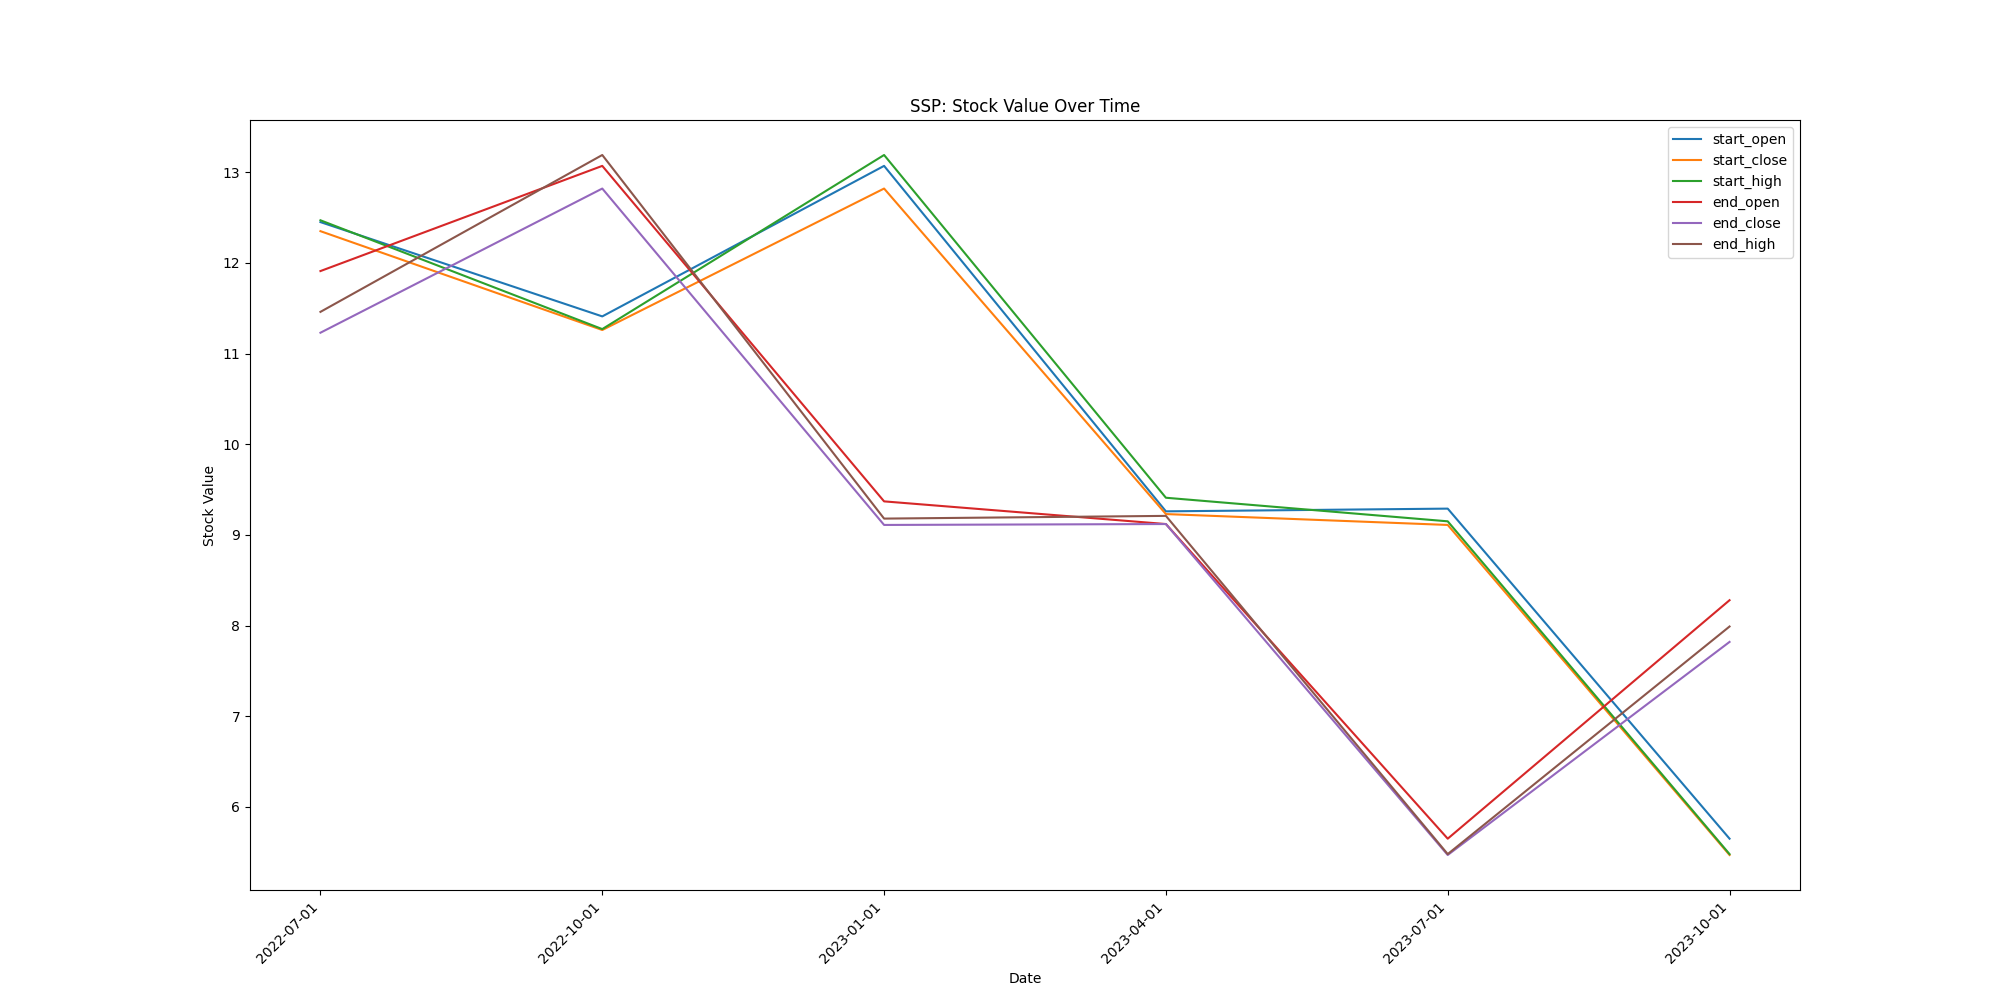 SSP: Stock Value Over Time
start_open
start_close
start_high
end_open
end_close
end_high
13
12
11
10
9
8
7
6
Stock Value
2022-07-01
2022-10-01
2023-01-01
2023-04-01
2023-07-01
2023-10-01
Date